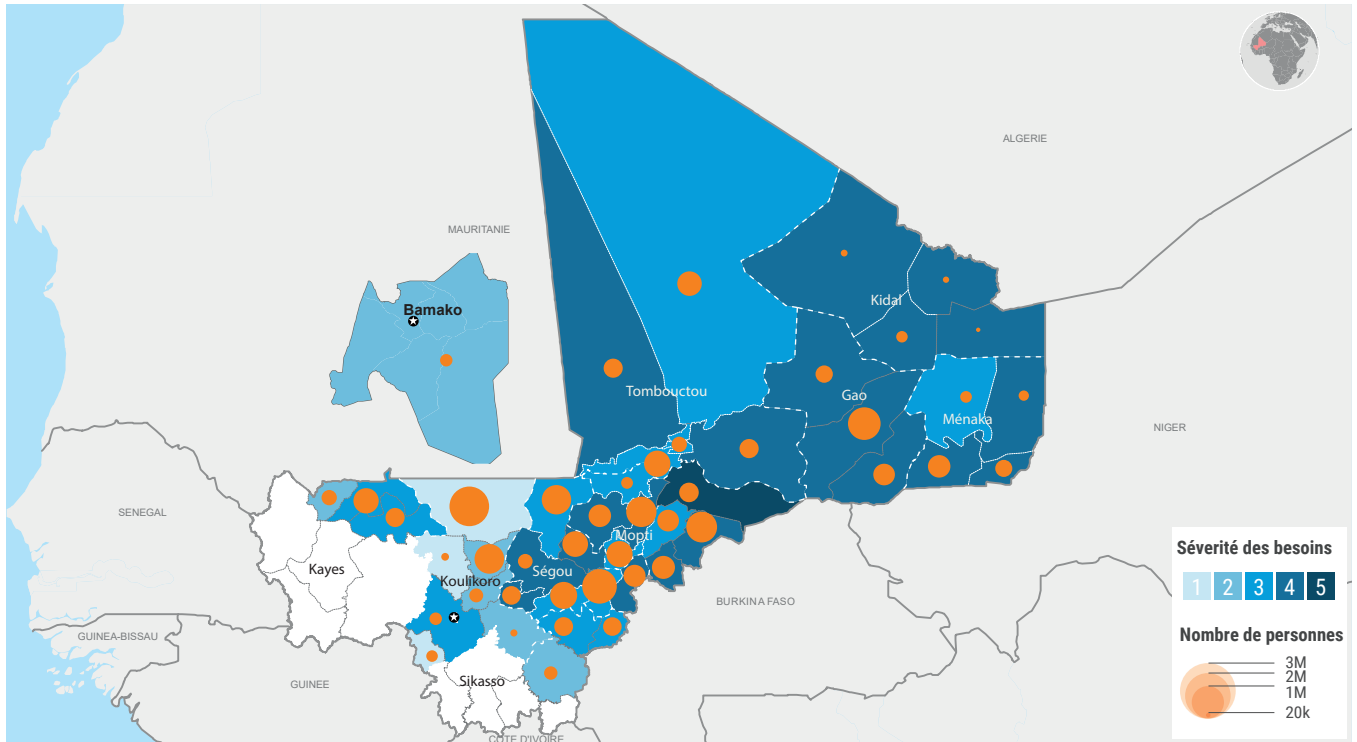 ALGERIE
MAURITANIE
Bamako
Kidal
Tombouctou
Gao
Ménaka
NIGER
SENEGAL
Mopti
Ségou
Kayes
Koulikoro
BURKINA FASO
GUINEA-BISSAU
GUINEE
Sikasso
COTE D'IVOIRE
Séverité des besoins
1 2 3 4 5
Nombre de personnes
3M
2M
1M
20k